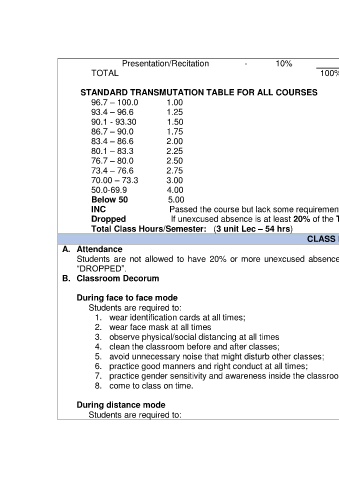 Presentation/Recitation - 10%
TOTAL 100%
STANDARD TRANSMUTATION TABLE FOR ALL COURSES
96.7 – 100.0 1.00
93.4 – 96.6 1.25
90.1 - 93.30 1.50
86.7 – 90.0 1.75
83.4 – 86.6 2.00
80.1 – 83.3 2.25
76.7 – 80.0 2.50
73.4 – 76.6 2.75
70.00 – 73.3 3.00
50.0-69.9 4.00
Below 50 5.00
INC Passed the course but lack some
Dropped If unexcused absence is at least 20% of the
Total Class Hours/Semester: (3 unit Lec – 54 hrs)
CLASS
A. Attendance
Students are not allowed to have 20% or more unexcused absence
"DROPPED".
B. Classroom Decorum
During face to face mode
Students are required to:
1. wear identification cards at all times;
2. wear face mask at all times
3. observe physical/social distancing at all times
4. clean the classroom before and after classes;
5. avoid unnecessary noise that might disturb other classes;
6. practice good manners and right conduct at all times;
7. practice gender sensitivity and awareness inside the
8. come to class on time.
During distance mode
Students are required to: